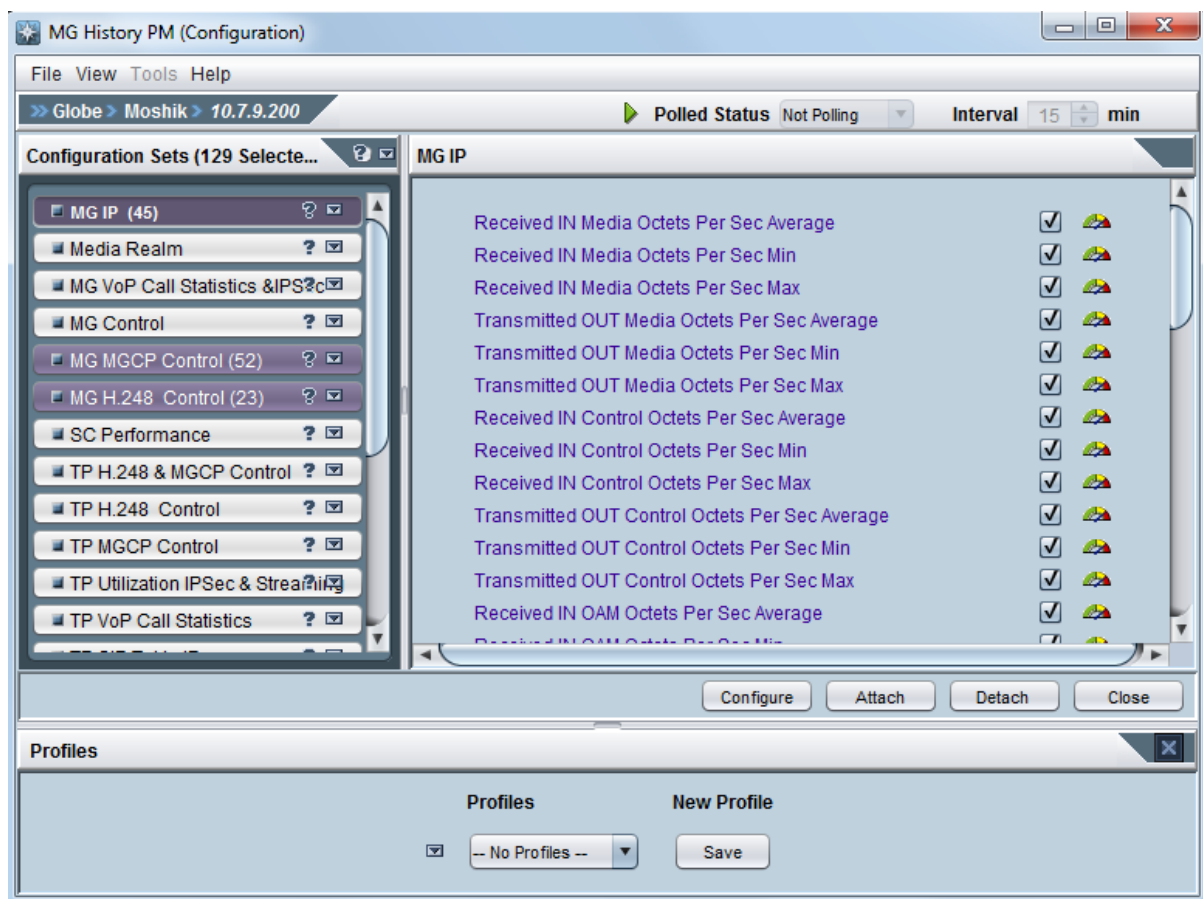 MG History PM (Configuration)
File View Tools Help
>> Globe > Moshik > 10.7.9.200
Polled Status Not Polling Interval 15 min
Configuration Sets (129 Selecte...
MG IP
MG IP (45) ?
Media Realm ?
MG VoP Call Statistics &IPS
MG Control ?
MG MGCP Control (52) ?
MG H.248 Control (23) ?
SC Performance ?
TP H.248 & MGCP Control ?
TP H.248 Control ?
TP MGCP Control ?
TP Utilization IPSec & Streaming
TP VoP Call Statistics ?
Received IN Media Octets Per Sec Average
Received IN Media Octets Per Sec Min
Received IN Media Octets Per Sec Max
Transmitted OUT Media Octets Per Sec Average
Transmitted OUT Media Octets Per Sec Min
Transmitted OUT Media Octets Per Sec Max
Received IN Control Octets Per Sec Average
Received IN Control Octets Per Sec Min
Received IN Control Octets Per Sec Max
Transmitted OUT Control Octets Per Sec Average
Transmitted OUT Control Octets Per Sec Min
Transmitted OUT Control Octets Per Sec Max
Received IN OAM Octets Per Sec Average
Received IN OAM Octets Per Sec Min
Configure Attach Detach Close
Profiles
Profiles New Profile
-- No Profiles -- Save